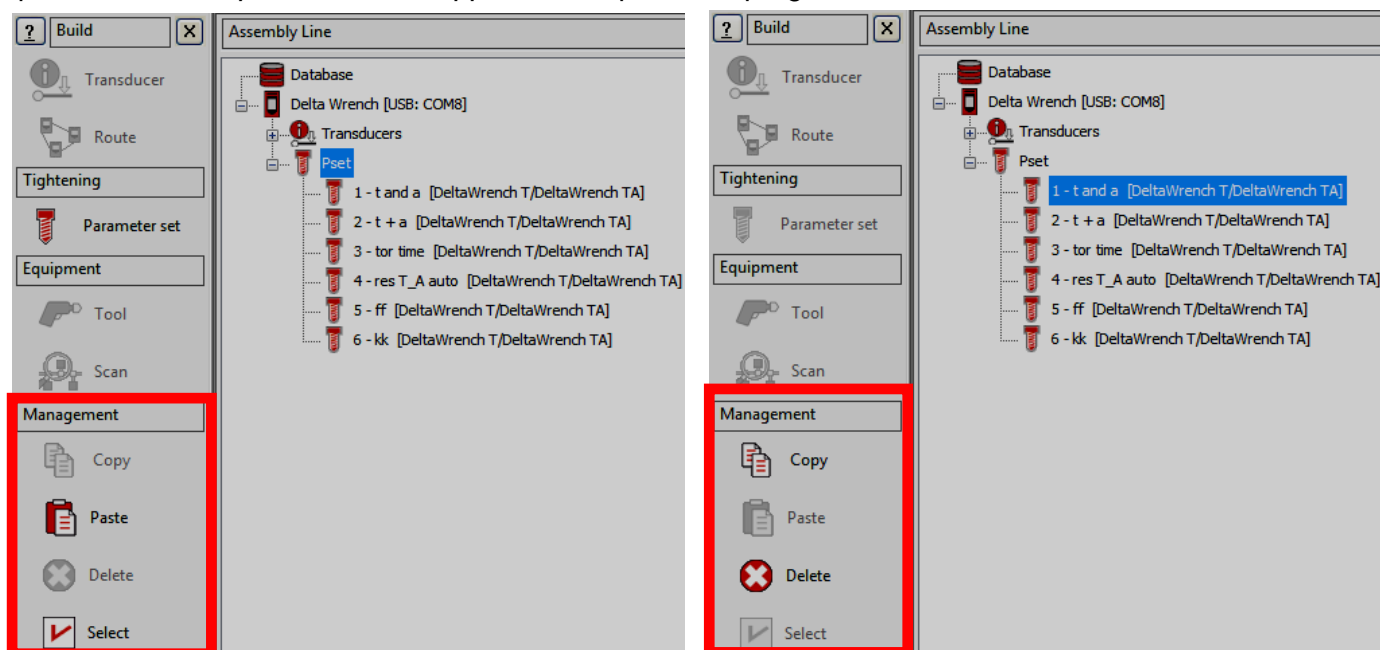 ? Build X
Transducer
Route
Tightening
Parameter set
Equipment
Tool
Scan
Management
Copy
Paste
Delete
Select
Assembly Line
Database
Delta Wrench [USB: COM8]
Transducers
Pset
1 - t and a [DeltaWrench T/DeltaWrench TA]
2 - t + a [DeltaWrench T/DeltaWrench TA]
3 - tor time [DeltaWrench T/DeltaWrench TA]
4 - res T_A auto [DeltaWrench T/DeltaWrench TA]
5 - ff [DeltaWrench T/DeltaWrench TA]
6 - kk [DeltaWrench T/DeltaWrench TA]
? Build X
Transducer
Route
Tightening
Parameter set
Equipment
Tool
Scan
Management
Copy
Paste
Delete
Select
Assembly Line
Database
Delta Wrench [USB: COM8]
Transducers
Pset
1 - t and a [DeltaWrench T/DeltaWrench TA]
2 - t + a [DeltaWrench T/DeltaWrench TA]
3 - tor time [DeltaWrench T/DeltaWrench TA]
4 - res T_A auto [DeltaWrench T/DeltaWrench TA]
5 - ff [DeltaWrench T/DeltaWrench TA]
6 - kk [DeltaWrench T/DeltaWrench TA]